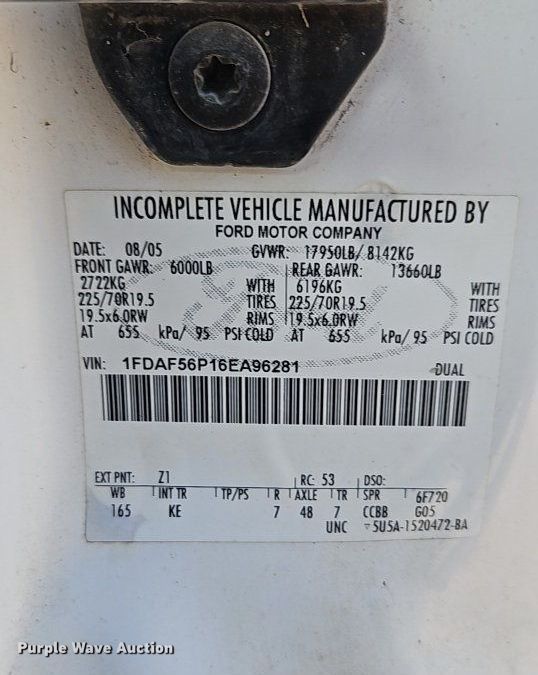 INCOMPLETE VEHICLE MANUFACTURED BY
FORD MOTOR COMPANY
DATE: 08/05 GVWR: 17950LB/ 8142KG
FRONT GAWR: 6000LB REAR GAWR: 13660LB
2722KG WITH 6196KG WITH
225/70R19.5 TIRES 225/70R19.5 TIRES
19.5x6.0RW RIMS 19.5x6.0RW RIMS
AT 655 kPa/ 95 PSI COLD AT 655 kPa/ 95 PSI COLD
VIN: 1FDAF56P16EA96281 DUAL
EXT PNT: Z1 RC: 53 DSO:
WB INT TR TP/PS R AXLE TR SPR 6F720
165 KE 7 48 7 CCBB G05
UNC 5U5A-1520472-BA
Purple Wave Auction